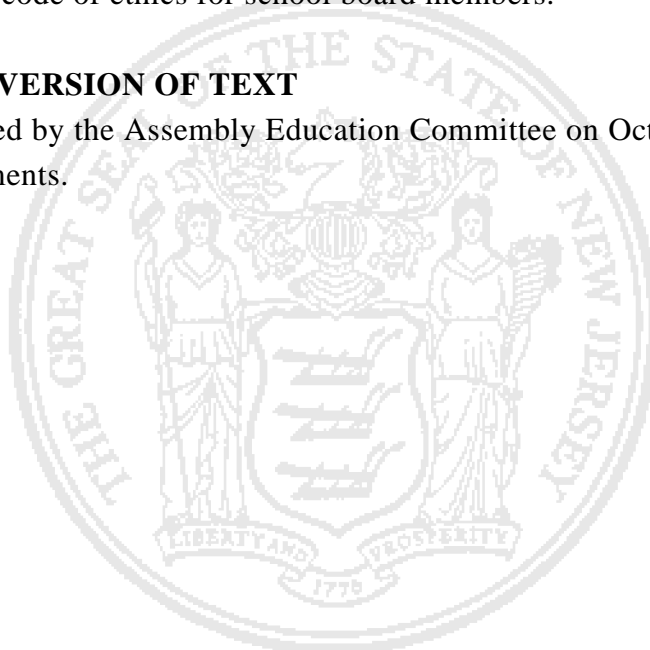 code of ethics for school board members.
VERSION OF TEXT
ed by the Assembly Education Committee on Oct
nents.
THE GREAT SEAL OF THE STATE OF NEW JERSEY
LIBERTY AND PROSPERITY
1776